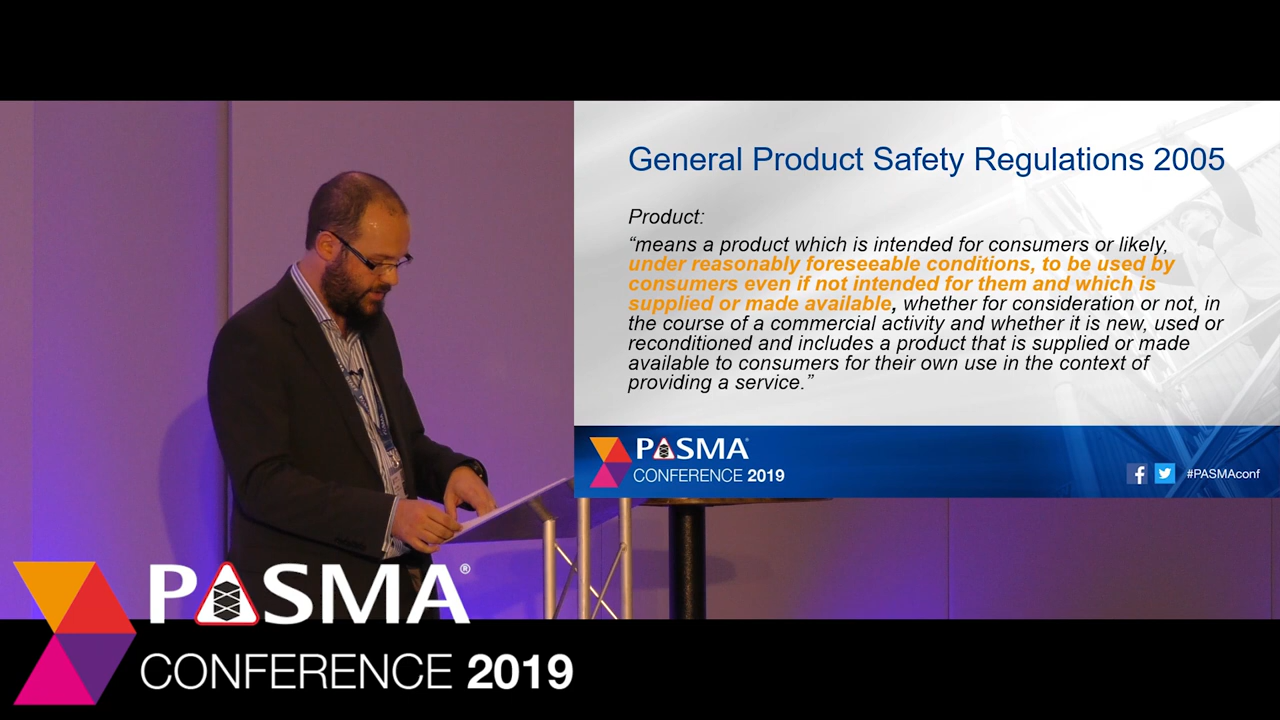 General Product Safety Regulations 2005
Product:
“means a product which is intended for consumers or likely,
under reasonably foreseeable conditions, to be used by
consumers even if not intended for them and which is
supplied or made available, whether for consideration or not, in
the course of a commercial activity and whether it is new, used or
reconditioned and includes a product that is supplied or made
available to consumers for their own use in the context of
providing a service.”
PASMA®
CONFERENCE 2019
#PASMAconf
PASMA®
CONFERENCE 2019